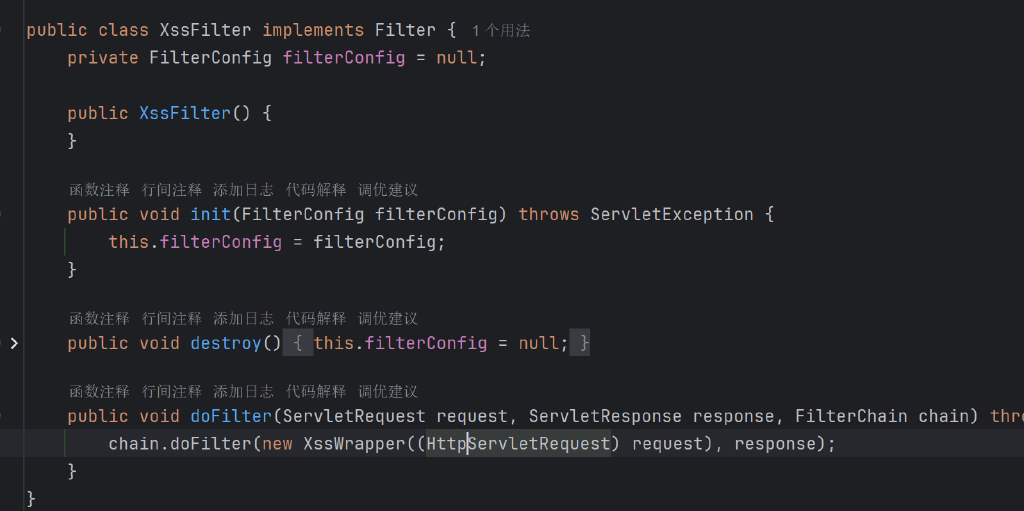 public class XssFilter implements Filter { 1个用法
private FilterConfig filterConfig = null;
public XssFilter() {
}
函数注释 行间注释 添加日志 代码解释 调优建议
public void init(FilterConfig filterConfig) throws ServletException {
this.filterConfig = filterConfig;
}
函数注释 行间注释 添加日志 代码解释 调优建议
public void destroy() { this.filterConfig = null; }
函数注释 行间注释 添加日志 代码解释 调优建议
public void doFilter(ServletRequest request, ServletResponse response, FilterChain chain) thro
chain.doFilter(new XssWrapper((HttpServletRequest) request), response);
}
}